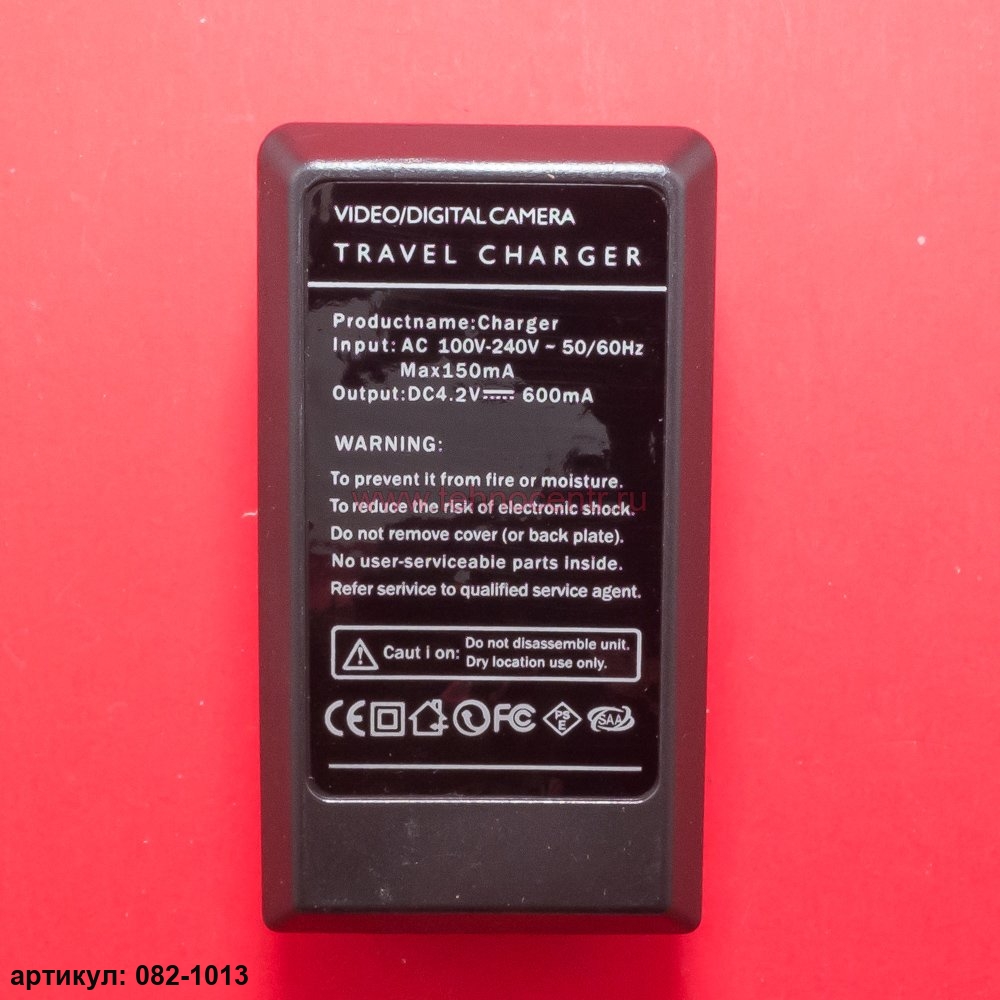 VIDEO/DIGITAL CAMERA
TRAVEL CHARGER
Productname:Charger
Input: AC 100V-240V ~ 50/60Hz
Max150mA
Output:DC4.2V⎓ 600mA
WARNING:
To prevent it from fire or moisture.
www.tehnocentr.ru
To reduce the risk of electronic shock.
Do not remove cover (or back plate).
No user-serviceable parts inside.
Refer serivice to qualified service agent.
Caut i on: Do not disassemble unit.
Dry location use only.
CE FC PSE SAA
артикул: 082-1013